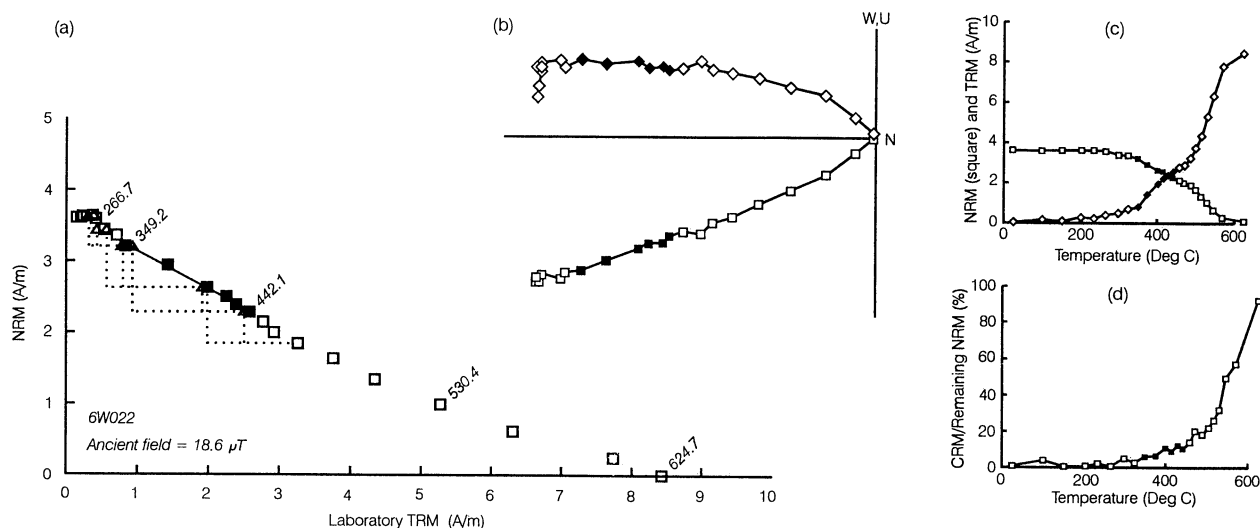 (a)
5
4
3
2
1
0
NRM (A/m)
266.7
349.2
442.1
530.4
624.7
6W022
Ancient field = 18.6 µT
0 1 2 3 4 5 6 7 8 9 10
Laboratory TRM (A/m)
(b)
W,U
N
(c)
10
8
6
4
2
0
NRM (square) and TRM (A/m)
0 200 400 600
Temperature (Deg C)
(d)
100
80
60
40
20
0
CRM/Remaining NRM (%)
0 200 400 600
Temperature (Deg C)